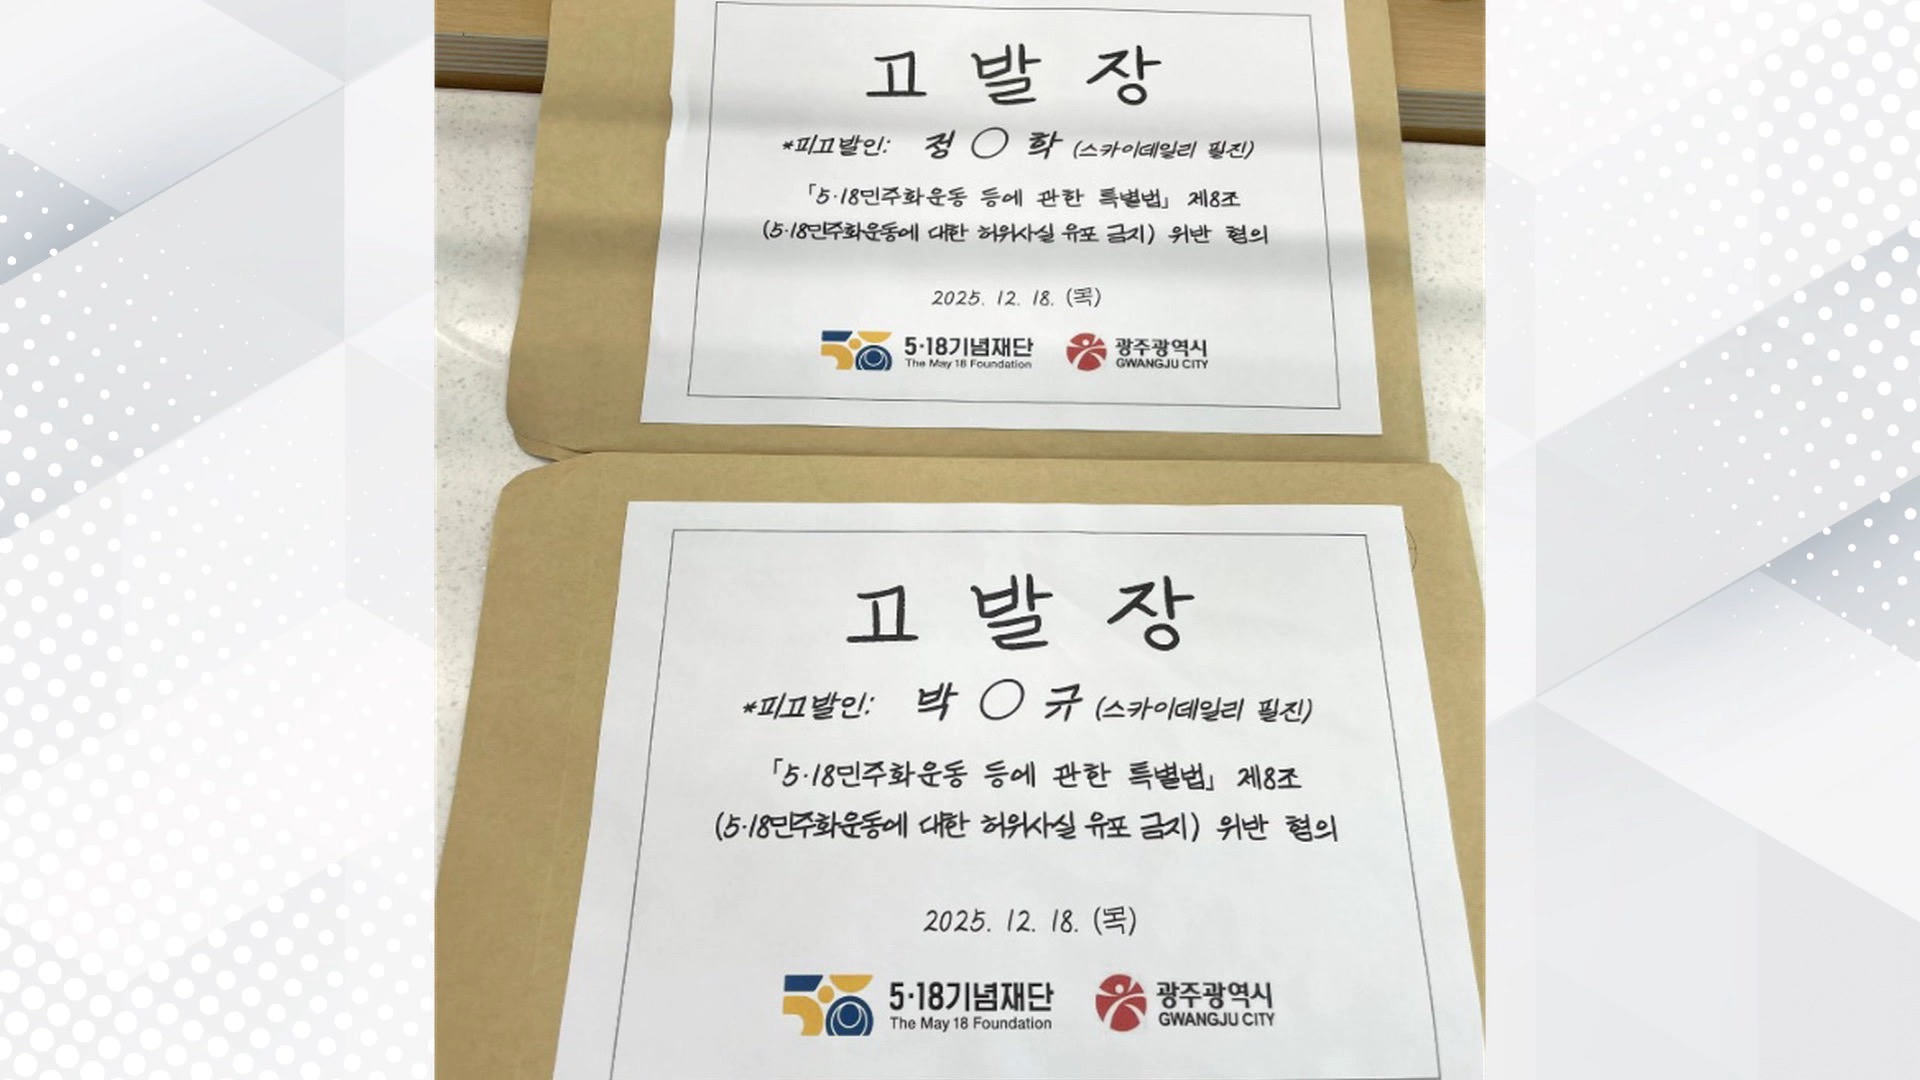 고 발 장
*피고발인: 정 ○ 학 (스카이데일리 필진)
「5·18민주화운동 등에 관한 특별법」 제8조
(5·18민주화운동에 대한 허위사실 유포 금지) 위반 혐의
2025. 12. 18. (목)
5·18기념재단 광주광역시
The May 18 Foundation GWANGJU CITY
고 발 장
*피고발인: 박 ○ 규 (스카이데일리 필진)
「5·18민주화운동 등에 관한 특별법」 제8조
(5·18민주화운동에 대한 허위사실 유포 금지) 위반 혐의
2025. 12. 18. (목)
5·18기념재단 광주광역시
The May 18 Foundation GWANGJU CITY